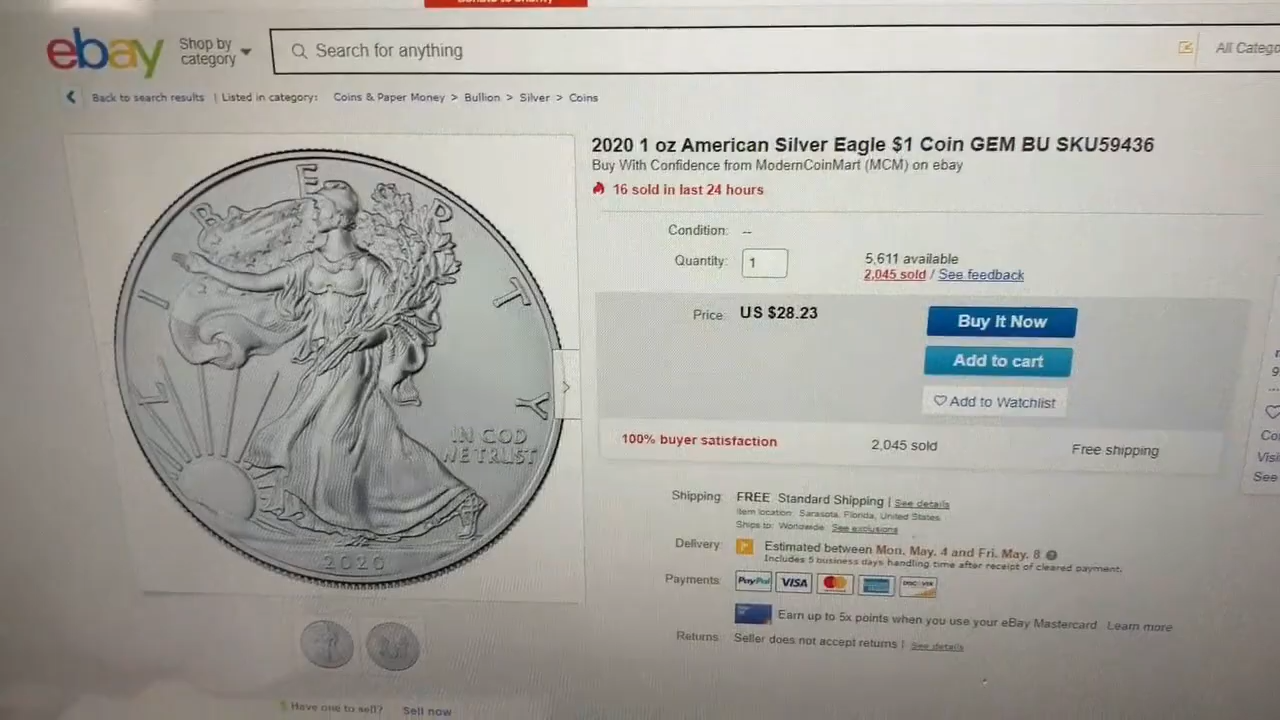 Donate to charity
ebay
Shop by
category
Search for anything
All Catego
Back to search results | Listed in category: Coins & Paper Money > Bullion > Silver > Coins
2020 1 oz American Silver Eagle $1 Coin GEM BU SKU59436
Buy With Confidence from ModernCoinMart (MCM) on ebay
16 sold in last 24 hours
Condition: --
Quantity: 1
5,611 available
2,045 sold / See feedback
Price: US $28.23
Buy It Now
Add to cart
Add to Watchlist
100% buyer satisfaction
2,045 sold
Free shipping
Shipping: FREE Standard Shipping | See details
Item location: Sarasota, Florida, United States
Ships to: Worldwide See exclusions
Delivery: Estimated between Mon. May. 4 and Fri. May. 8
Includes 5 business days handling time after receipt of cleared payment.
Payments: PayPal VISA DISCOVER
Earn up to 5x points when you use your eBay Mastercard Learn more
Returns: Seller does not accept returns | See details
LIBERTY
IN GOD
WE TRUST
2020
Have one to sell? Sell now
Co
Visi
See